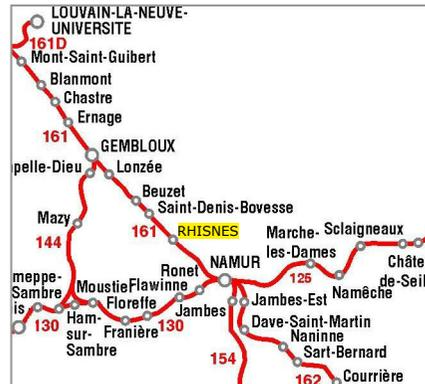 LOUVAIN-LA-NEUVE-
UNIVERSITE
161D
Mont-Saint-Guibert
Blanmont
Chastre
Ernage
161
GEMBLOUX
pelle-Dieu
Lonzée
Beuzet
Saint-Denis-Bovesse
Mazy
161
RHISNES
144
Marche-
les-Dames
Sclaigneaux
NAMUR
125
Châte
de-Seil
Namêche
Ronet
meppe-
Sambre
Moustie
Flawinne
Floreffe
is
130
Ham-
sur-
Sambre
Franière
130
Jambes
Jambes-Est
Dave-Saint-Martin
Naninne
154
Sart-Bernard
162
Courrière